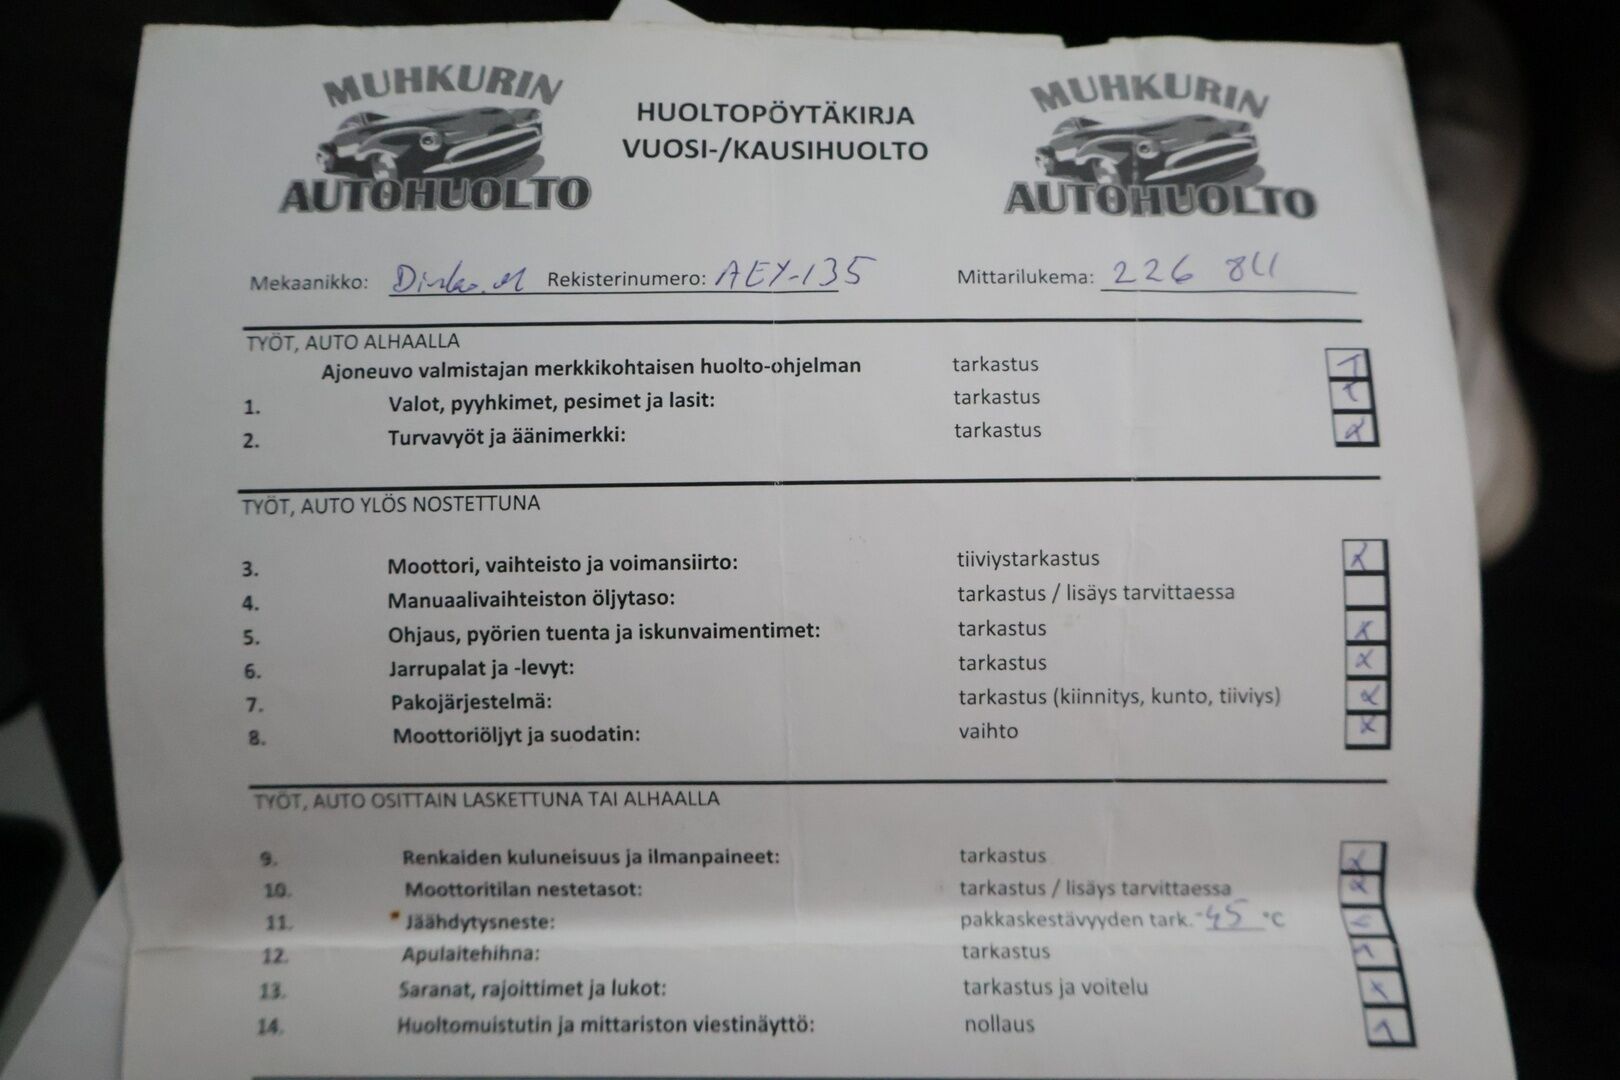 MUHKURIN AUTOHUOLTO
HUOLTOPÖYTÄKIRJA
VUOSI-/KAUSIHUOLTO
MUHKURIN AUTOHUOLTO
Mekaanikko: Rekisterinumero: AEY-135 Mittarilukema: 226
TYÖT, AUTO ALHAALLA
Ajoneuvo valmistajan merkkikohtaisen huolto-ohjelman tarkastus
1. Valot, pyyhkimet, pesimet ja lasit: tarkastus
2. Turvavyöt ja äänimerkki: tarkastus
TYÖT, AUTO YLÖS NOSTETTUNA
3. Moottori, vaihteisto ja voimansiirto: tiiviystarkastus
4. Manuaalivaihteiston öljytaso: tarkastus / lisäys tarvittaessa
5. Ohjaus, pyörien tuenta ja iskunvaimentimet: tarkastus
6. Jarrupalat ja -levyt: tarkastus
7. Pakojärjestelmä: tarkastus (kiinnitys, kunto, tiiviys)
8. Moottoriöljyt ja suodatin: vaihto
TYÖT, AUTO OSITTAIN LASKETTUNA TAI ALHAALLA
9. Renkaiden kuluneisuus ja ilmanpaineet: tarkastus
10. Moottoritilan nestetasot: tarkastus / lisäys tarvittaessa
11. Jäähdytysneste: pakkaskestävyyden tark. -45 °C
12. Apulaitehihna: tarkastus
13. Saranat, rajoittimet ja lukot: tarkastus ja voitelu
14. Huoltomuistutin ja mittariston viestinäyttö: nollaus